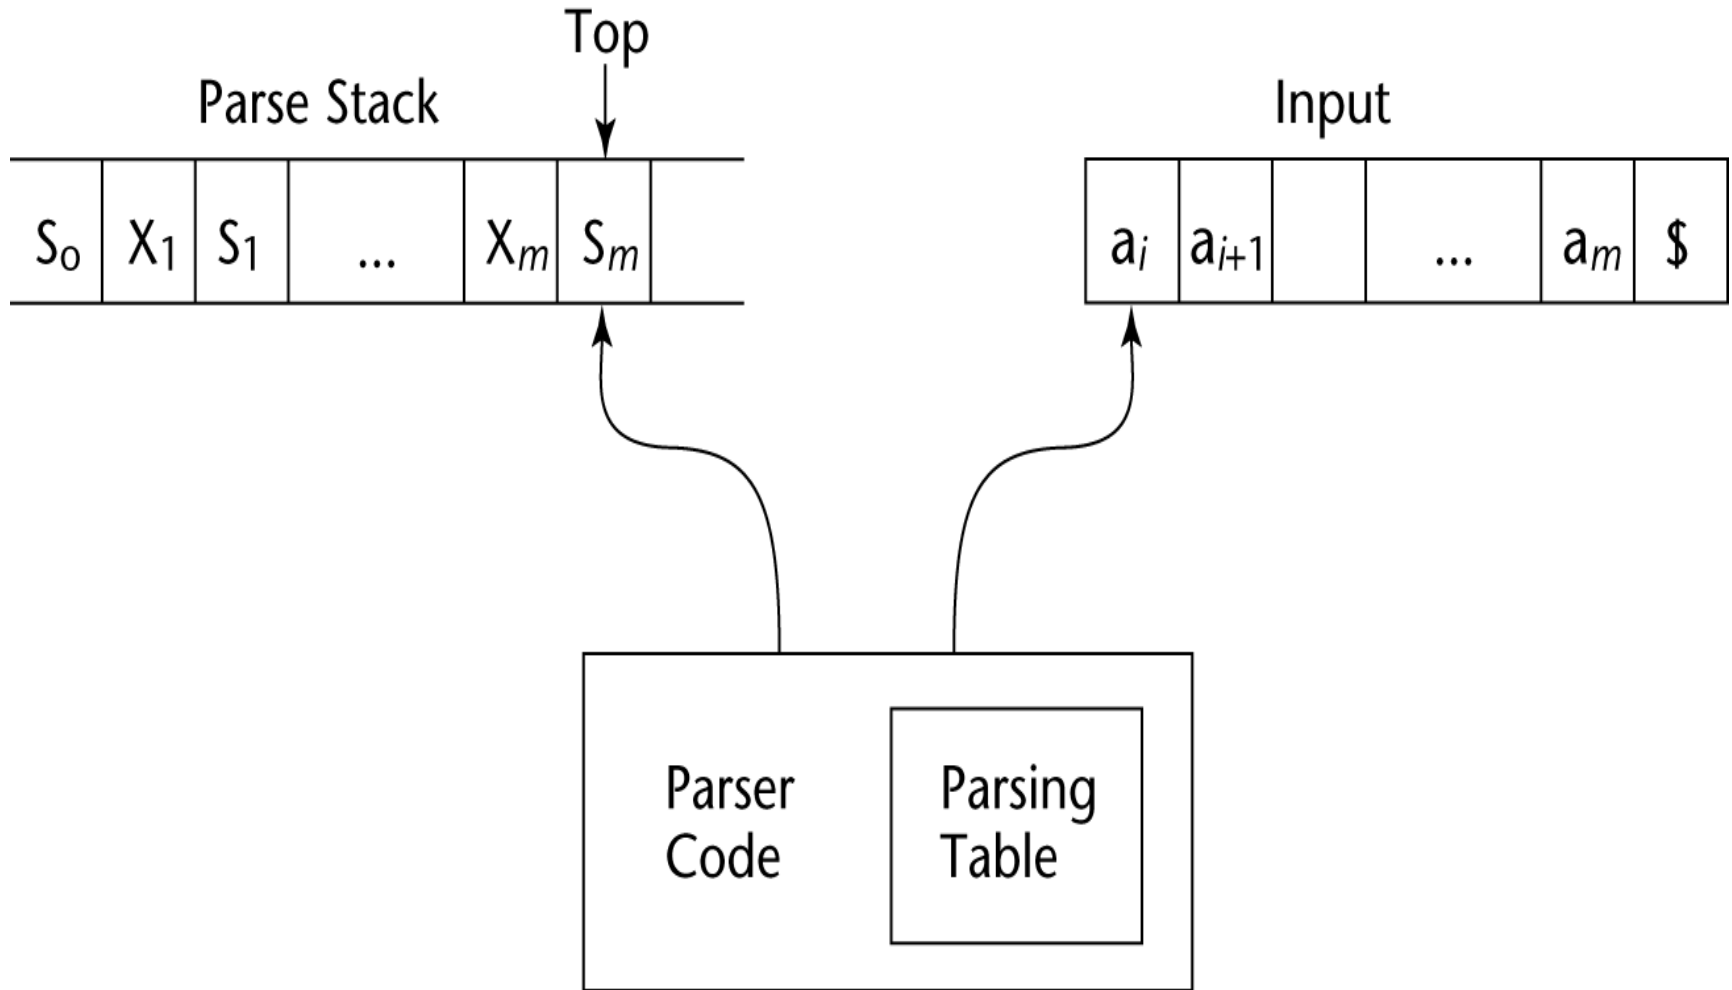 Top
Parse Stack
Input
S₀ X₁ S₁ ... Xₘ Sₘ
aᵢ aᵢ₊₁ ... aₘ $
Parser
Code
Parsing
Table